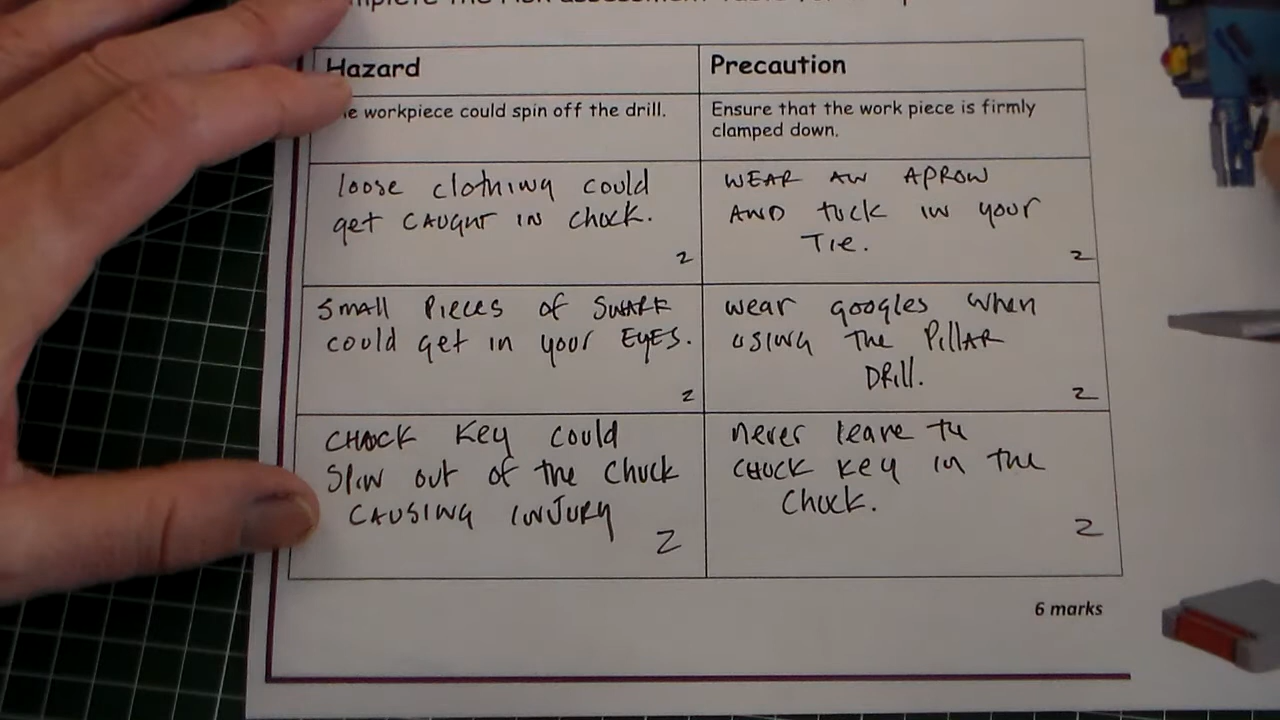 Hazard
Precaution
e workpiece could spin off the drill.
Ensure that the work piece is firmly
clamped down.
loose clothing could
get CAUGHT IN Chuck.
2
WEAR AN APRON
AND tuck IN your
TIE.
2
Small Pieces of SWARF
could get in your EYES.
2
wear googles when
USING The PILLAR
DRill.
2
CHUCK Key could
SPIN out of the Chuck
CAUSING INJURY
2
never leave the
CHUCK Key in the
Chuck.
2
6 marks